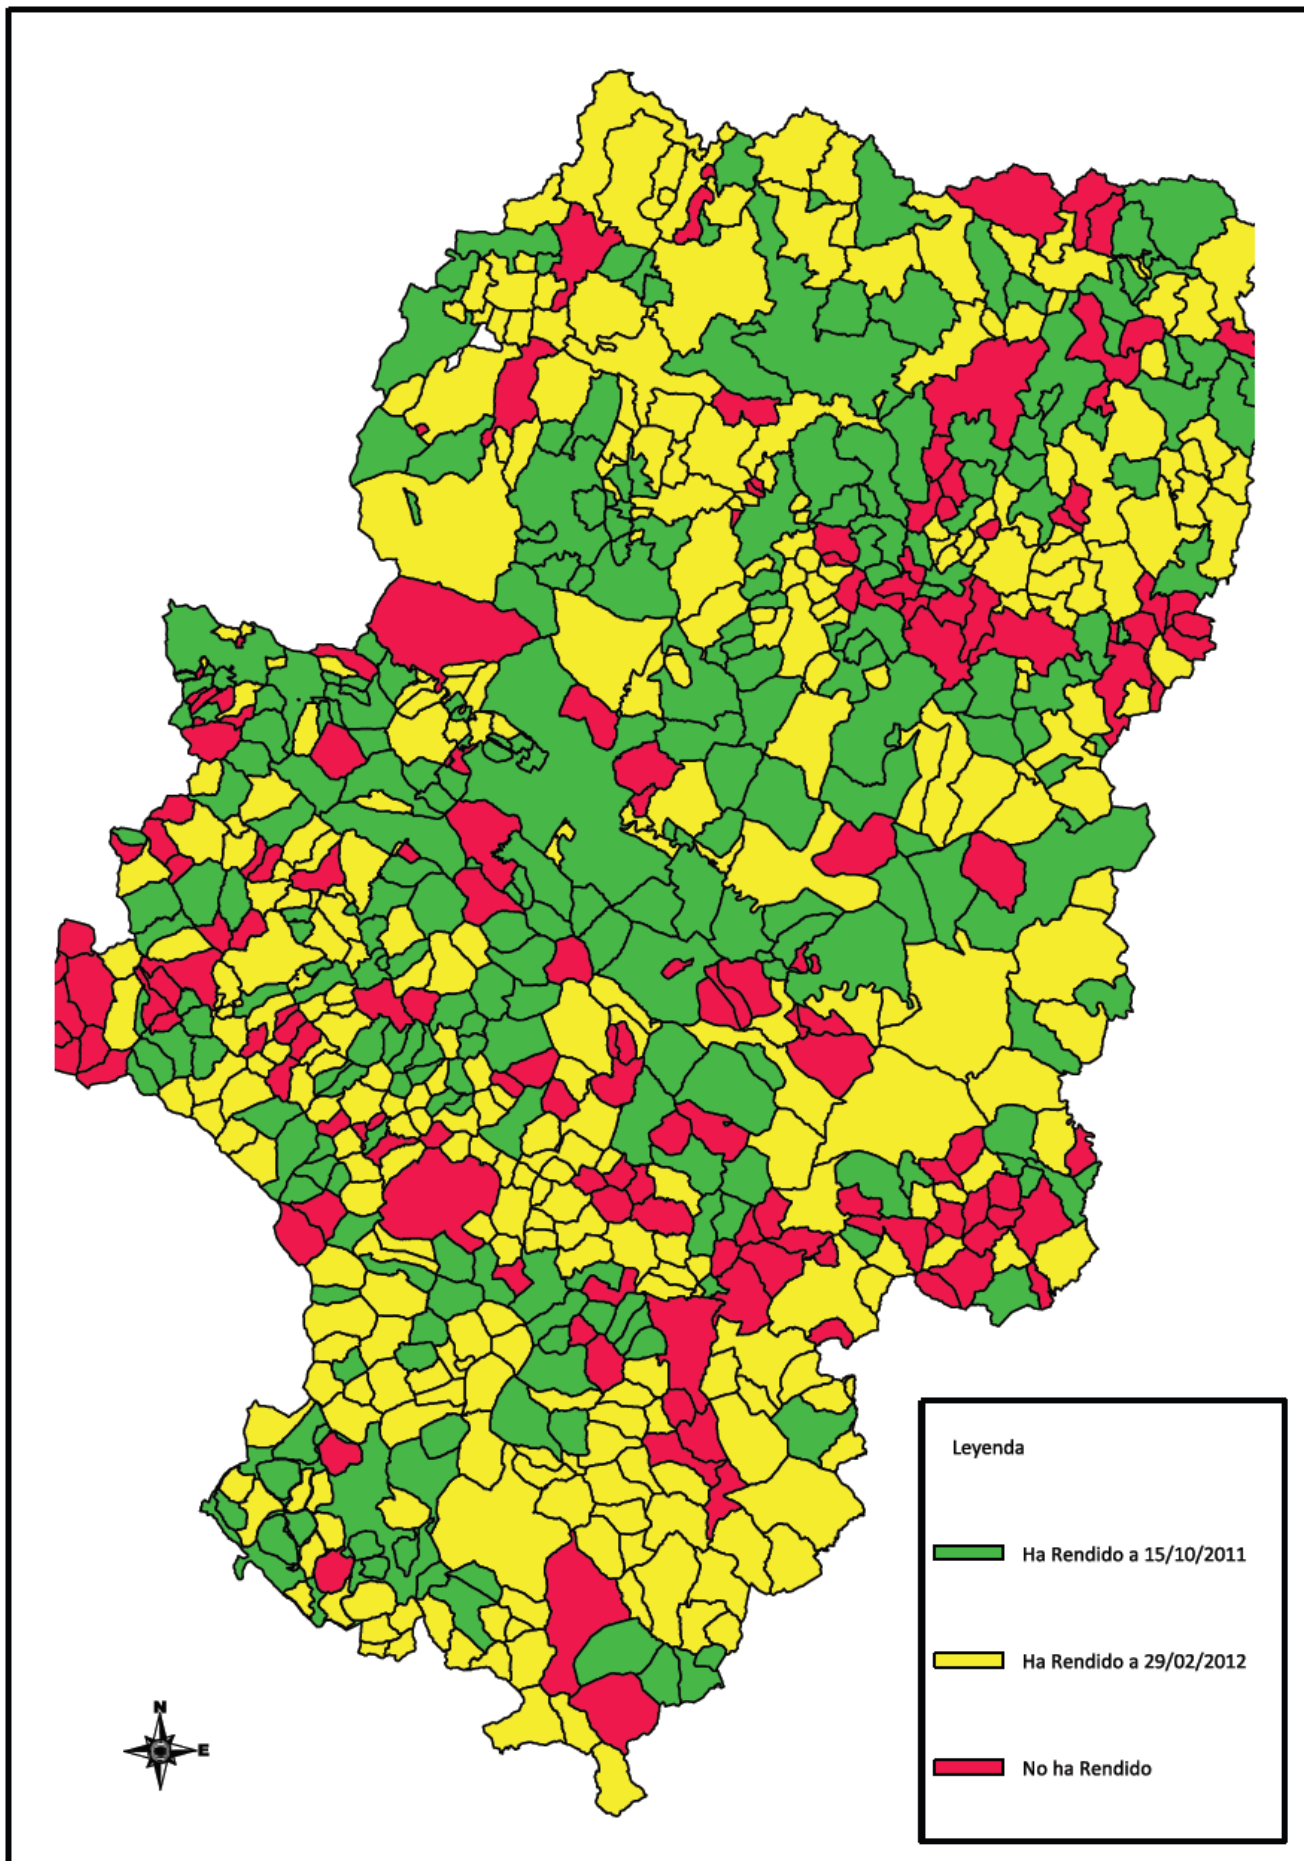 Leyenda
Ha Rendido a 15/10/2011
Ha Rendido a 29/02/2012
No ha Rendido
N
E